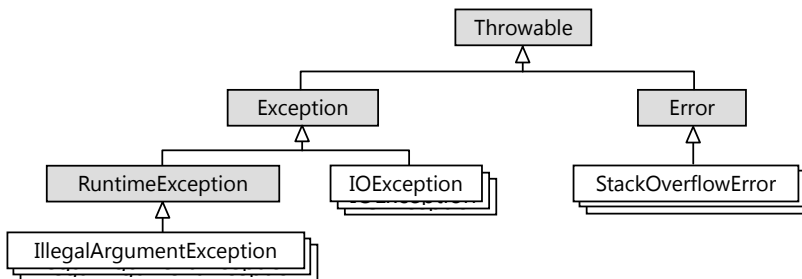 Throwable
Exception
Error
RuntimeException
IOException
StackOverflowError
IllegalArgumentException